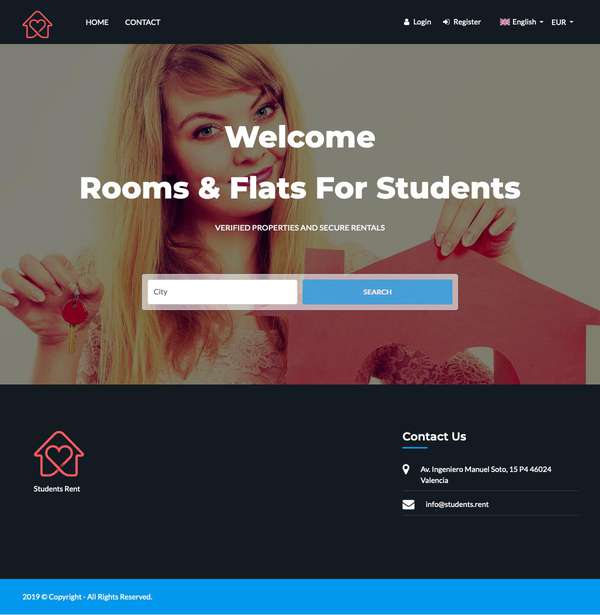 HOME CONTACT Login Register English EUR
Welcome
Rooms & Flats For Students
VERIFIED PROPERTIES AND SECURE RENTALS
City SEARCH
Students Rent
Contact Us
Av. Ingeniero Manuel Soto, 15 P4 46024
Valencia
info@students.rent
2019 © Copyright - All Rights Reserved.